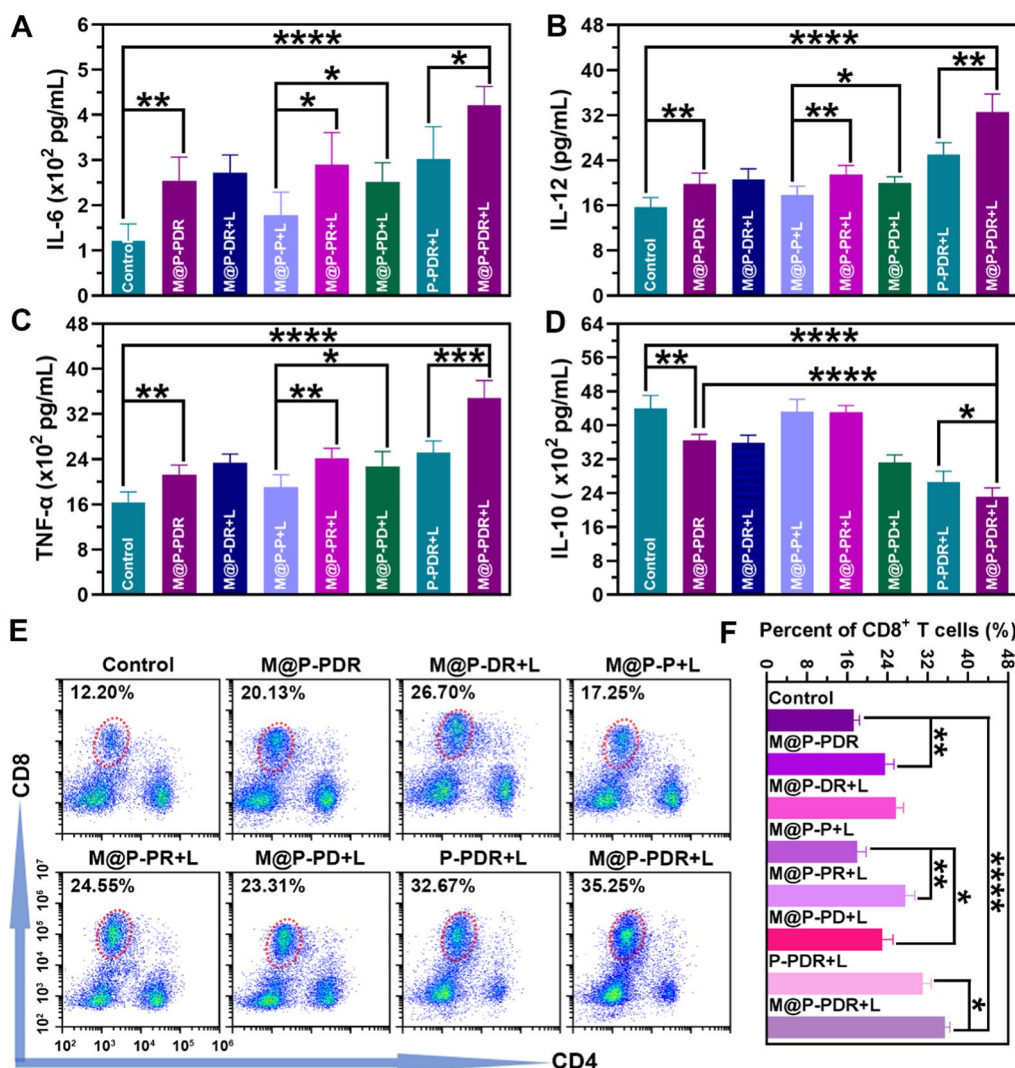 A
IL-6 (x10² pg/mL)
6
5
4
3
2
1
0
****
**
*
*
*
Control
M@P-PDR
M@P-DR+L
M@P-P+L
M@P-PR+L
M@P-PD+L
P-PDR+L
M@P-PDR+L
B
IL-12 (pg/mL)
48
40
32
24
16
8
0
****
**
**
*
**
Control
M@P-PDR
M@P-DR+L
M@P-P+L
M@P-PR+L
M@P-PD+L
P-PDR+L
M@P-PDR+L
C
TNF-α (x10² pg/mL)
48
40
32
24
16
8
0
****
**
**
*
***
Control
M@P-PDR
M@P-DR+L
M@P-P+L
M@P-PR+L
M@P-PD+L
P-PDR+L
M@P-PDR+L
D
IL-10 ( x10² pg/mL)
64
56
48
40
32
24
16
8
0
****
**
****
*
Control
M@P-PDR
M@P-DR+L
M@P-P+L
M@P-PR+L
M@P-PD+L
P-PDR+L
M@P-PDR+L
E
Control
M@P-PDR
M@P-DR+L
M@P-P+L
12.20%
20.13%
26.70%
17.25%
M@P-PR+L
M@P-PD+L
P-PDR+L
M@P-PDR+L
24.55%
23.31%
32.67%
35.25%
CD8
10⁷
10⁶
10⁵
10⁴
10³
10²
10² 10³ 10⁴ 10⁵ 10⁶
CD4
F
Percent of CD8⁺ T cells (%)
0 8 16 24 32 40 48
Control
M@P-PDR
M@P-DR+L
M@P-P+L
M@P-PR+L
M@P-PD+L
P-PDR+L
M@P-PDR+L
**
**
*
****
*